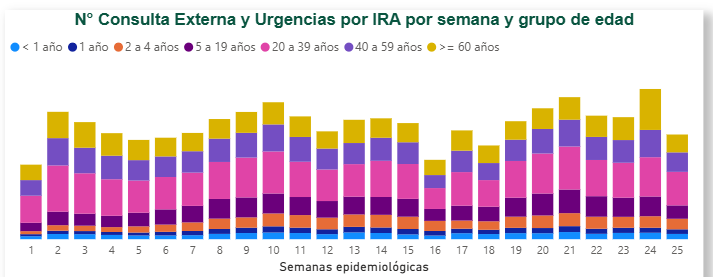 N° Consulta Externa y Urgencias por IRA por semana y grupo de edad
< 1 año 1 año 2 a 4 años 5 a 19 años 20 a 39 años 40 a 59 años >= 60 años
1 2 3 4 5 6 7 8 9 10 11 12 13 14 15 16 17 18 19 20 21 22 23 24 25
Semanas epidemiológicas